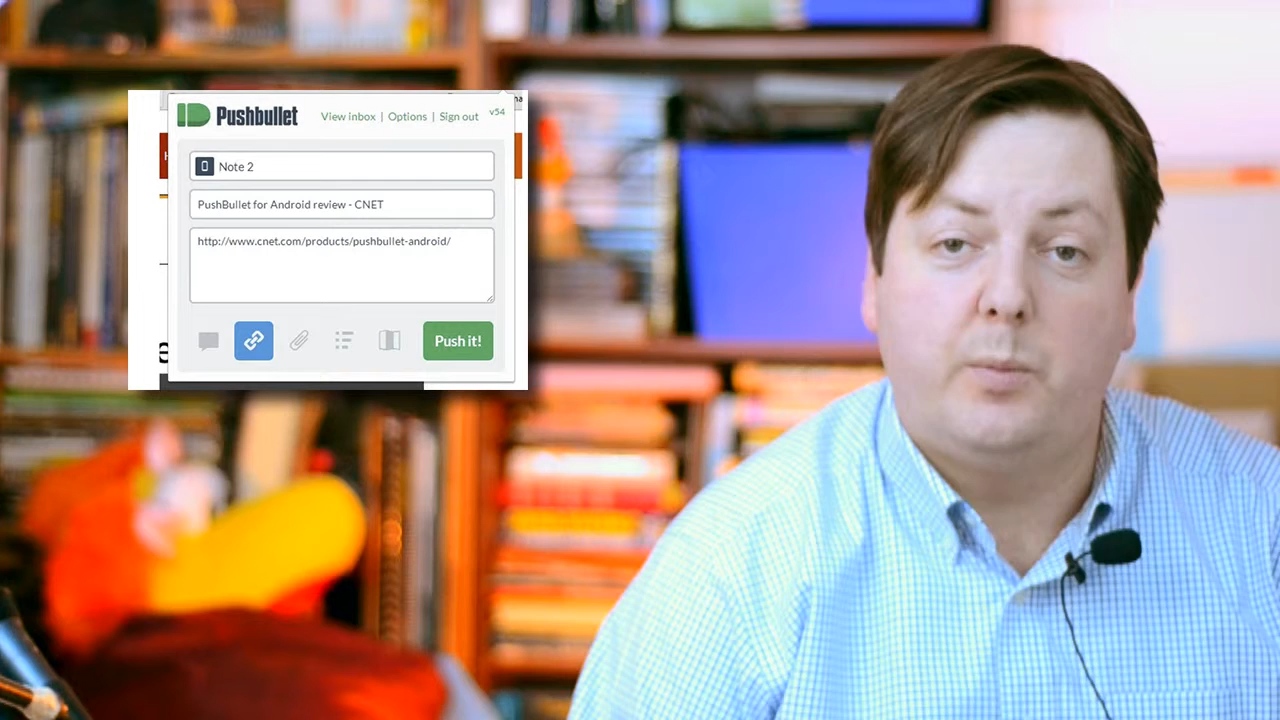 Pushbullet
View inbox | Options | Sign out v54
Note 2
PushBullet for Android review - CNET
http://www.cnet.com/products/pushbullet-android/
Push it!